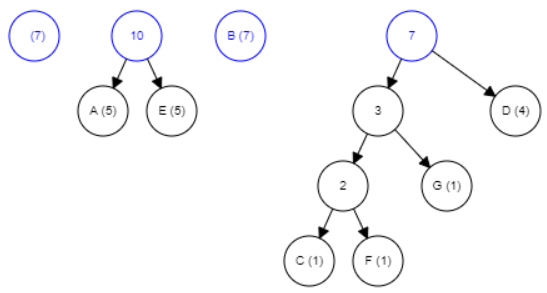 (7)
10
B (7)
7
A (5)
E (5)
3
D (4)
2
G (1)
C (1)
F (1)